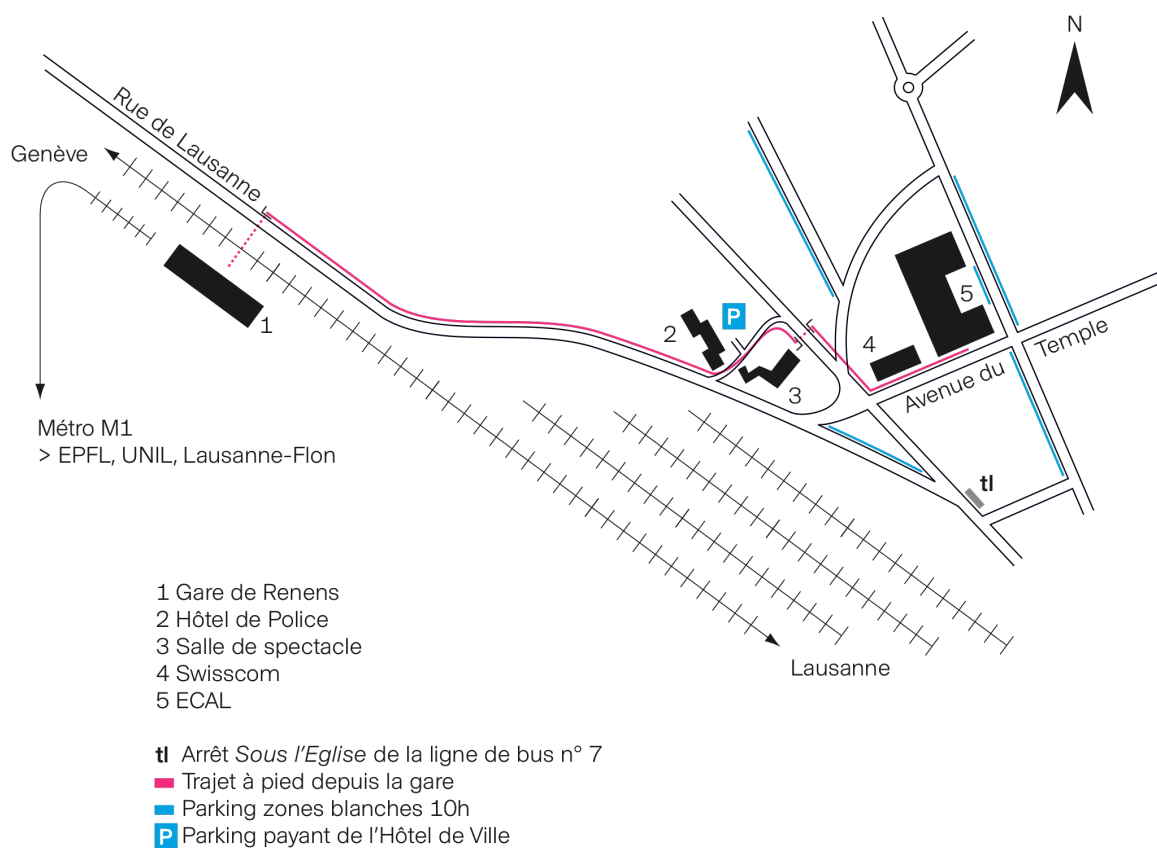 N
Rue de Lausanne
Genève
1
2
P
3
4
5
Avenue du Temple
Métro M1
> EPFL, UNIL, Lausanne-Flon
tl
Lausanne
1 Gare de Renens
2 Hôtel de Police
3 Salle de spectacle
4 Swisscom
5 ECAL
tl Arrêt Sous l'Eglise de la ligne de bus n° 7
Trajet à pied depuis la gare
Parking zones blanches 10h
P Parking payant de l'Hôtel de Ville